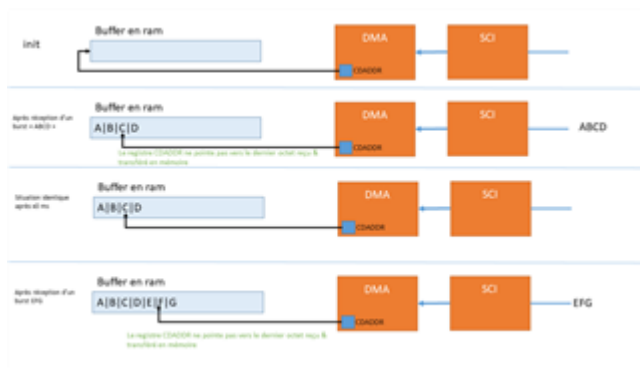 Buffer en ram
init
DMA
SCI
CDADDR
Après réception d'un
burst « ABCD »
Buffer en ram
A|B|C|D
DMA
SCI
CDADDR
ABCD
Le registre CDADDR ne pointe pas vers le dernier octet reçu &
transféré en mémoire
Situation identique
après 40 ms
Buffer en ram
A|B|C|D
DMA
SCI
CDADDR
Après réception d'un
burst EFG
Buffer en ram
A|B|C|D|E|F|G
DMA
SCI
CDADDR
EFG
Le registre CDADDR ne pointe pas vers le dernier octet reçu &
transféré en mémoire